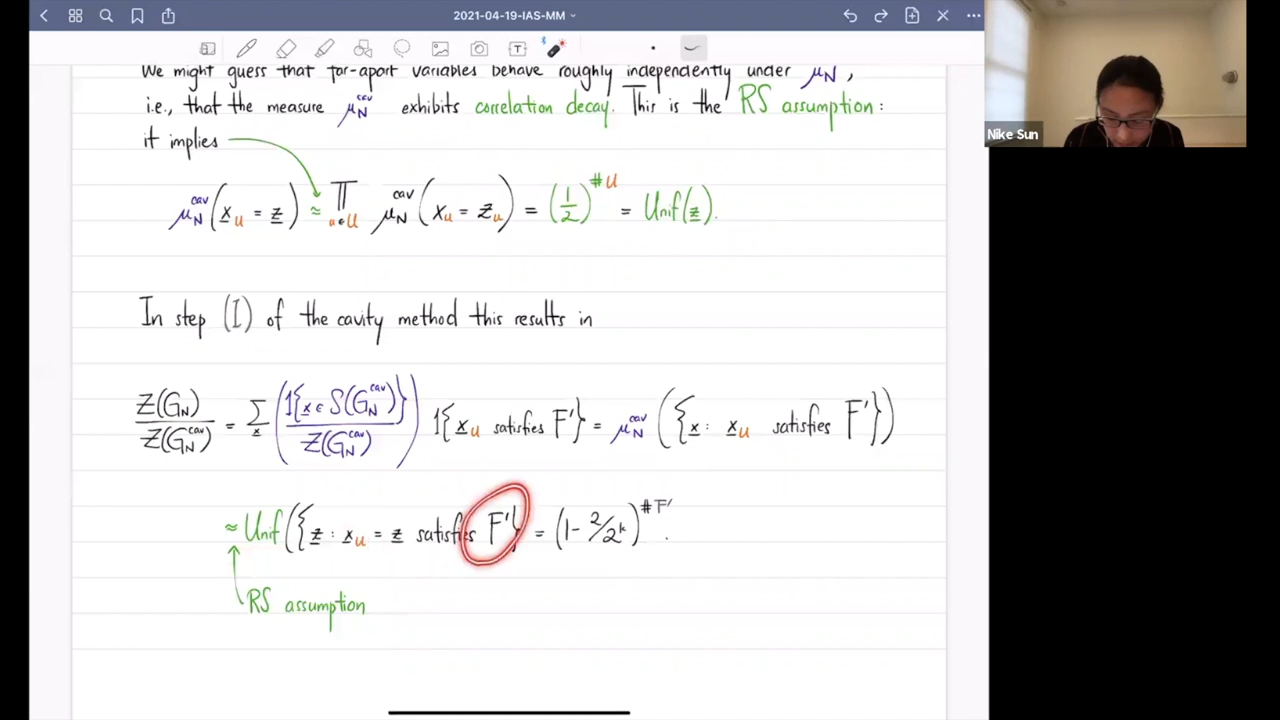 2021-04-19-IAS-MM
We might guess that far-apart variables behave roughly independently under μ_N,
i.e., that the measure μ_N^cav exhibits correlation decay. This is the RS assumption:
it implies
μ_N^cav(x_U = z) ≈ ∏_{u∈U} μ_N^cav(x_u = z_u) = (1/2)^{#U} = Unif(z).
In step (I) of the cavity method this results in
Z(G_N)/Z(G_N^cav) = Σ_x (1{x ∈ S(G_N^cav)}/Z(G_N^cav)) 1{x_U satisfies F'} = μ_N^cav({x : x_U satisfies F'})
≈ Unif({z : x_U = z satisfies F'} = (1 - 2/2^k)^{#F'}.
RS assumption
Nike Sun